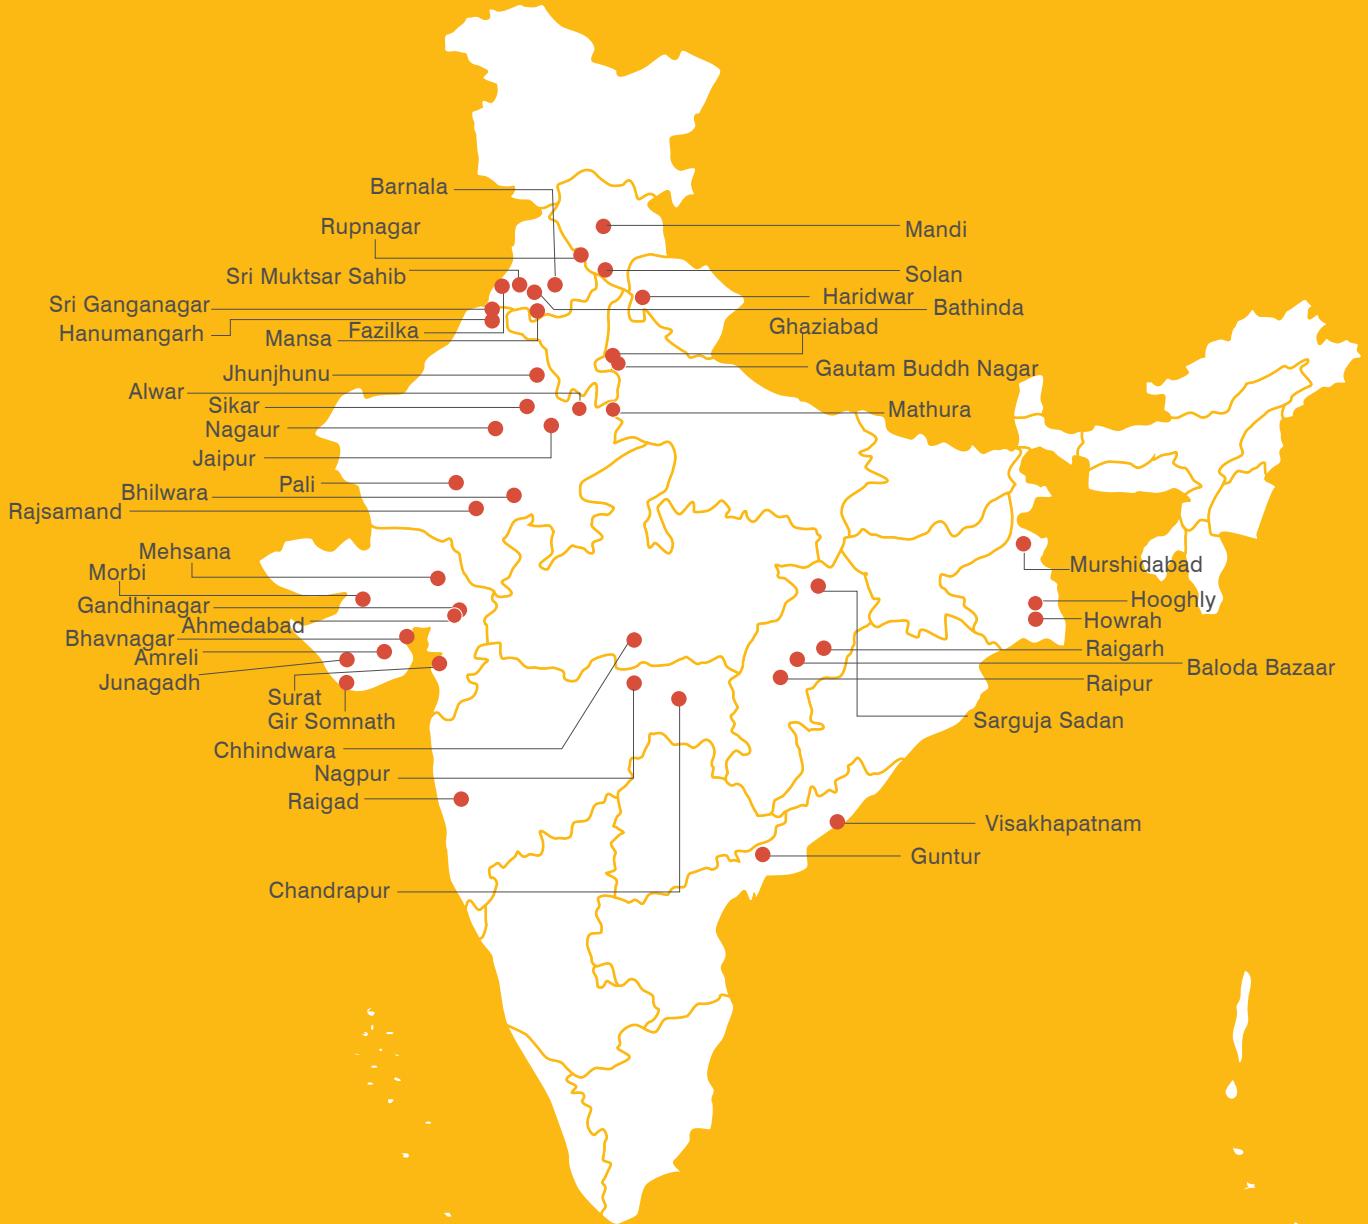 Barnala
Rupnagar
Mandi
Sri Muktsar Sahib
Solan
Sri Ganganagar
Haridwar
Bathinda
Hanumangarh
Mansa
Fazilka
Ghaziabad
Jhunjhunu
Gautam Buddh Nagar
Alwar
Sikar
Mathura
Nagaur
Jaipur
Pali
Bhilwara
Rajsamand
Mehsana
Morbi
Murshidabad
Gandhinagar
Hooghly
Ahmedabad
Howrah
Bhavnagar
Amreli
Raigarh
Junagadh
Baloda Bazaar
Surat
Raipur
Gir Somnath
Sarguja Sadan
Chhindwara
Nagpur
Raigad
Visakhapatnam
Guntur
Chandrapur